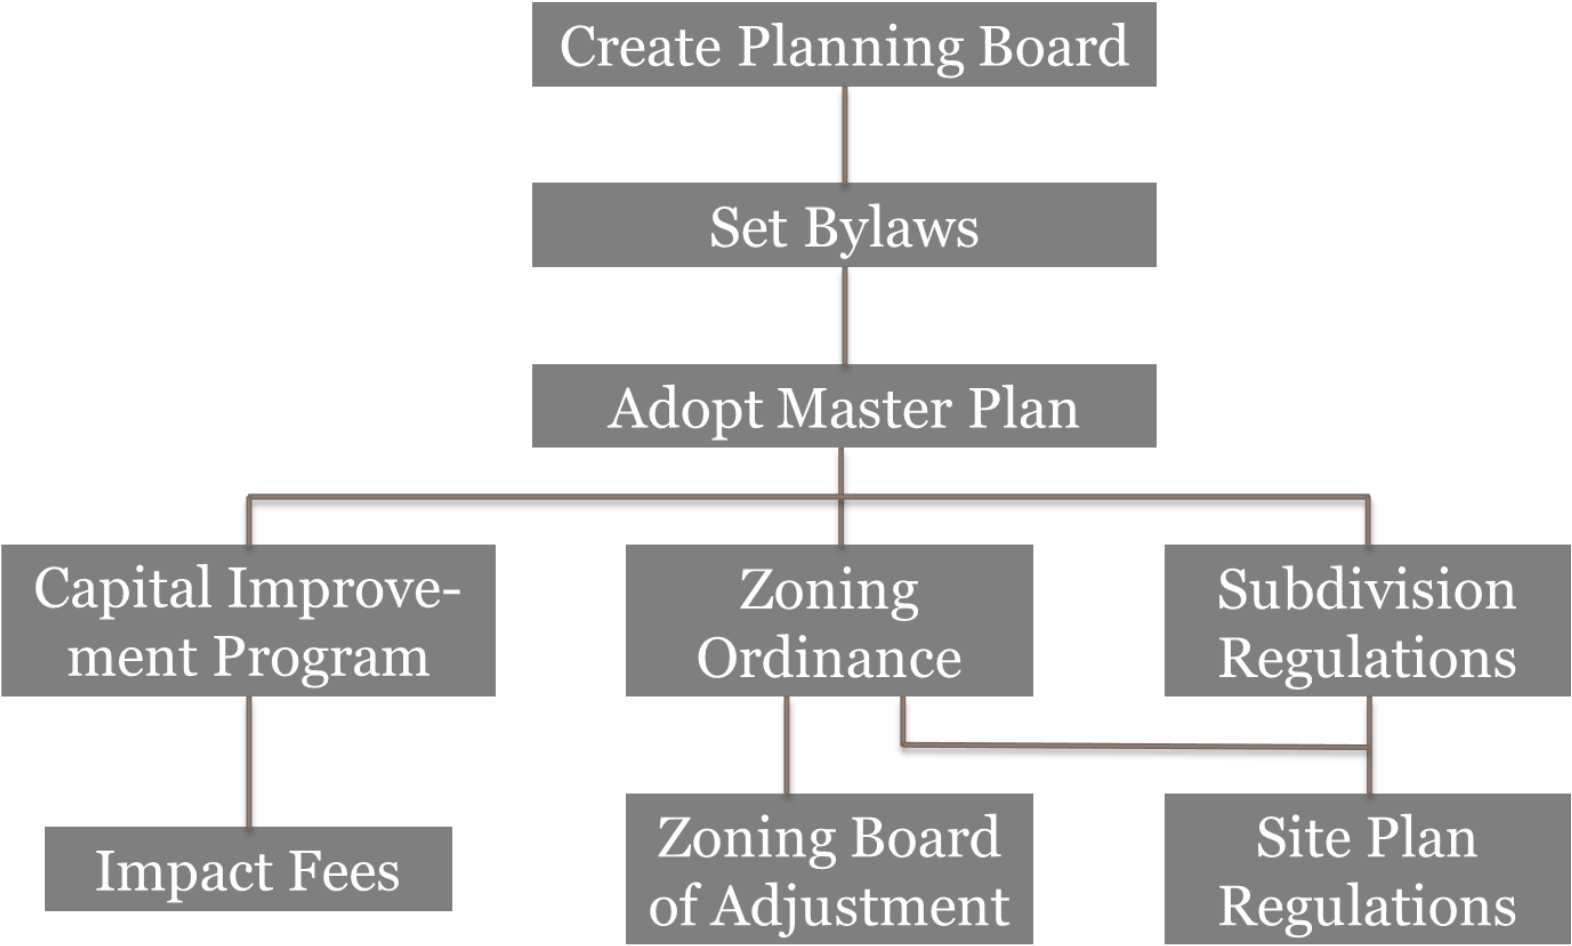 Create Planning Board
Set Bylaws
Adopt Master Plan
Capital Improve-
ment Program
Zoning
Ordinance
Subdivision
Regulations
Impact Fees
Zoning Board
of Adjustment
Site Plan
Regulations